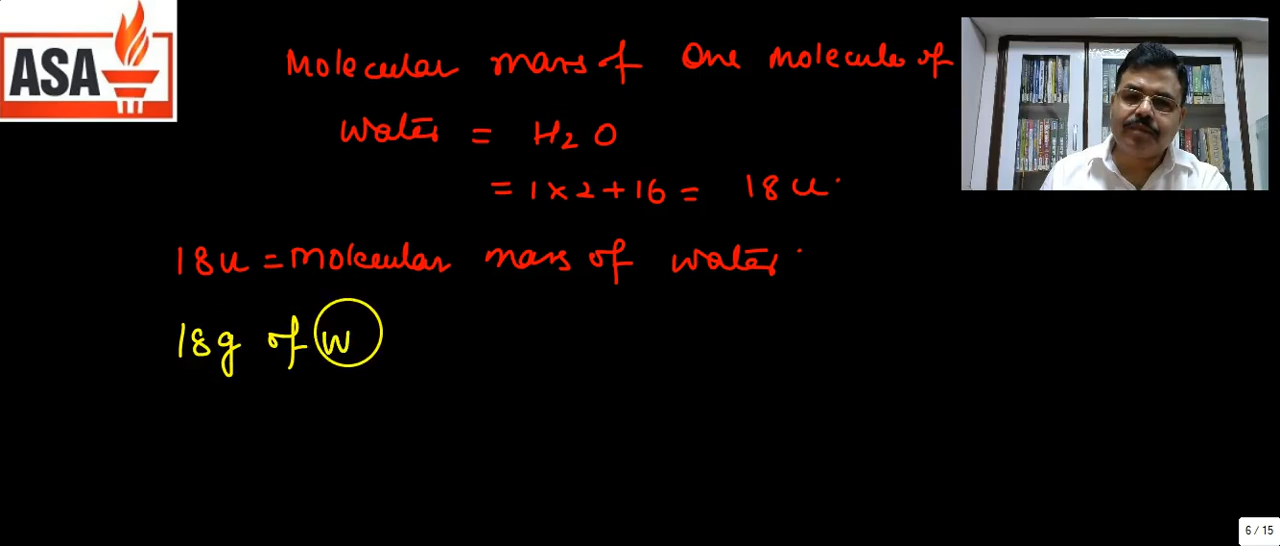 ASA
Molecular mass of One molecule of
water = H₂O
= 1 × 2 + 16 = 18 u.
18u = molecular mass of water.
18g of w
6 / 15